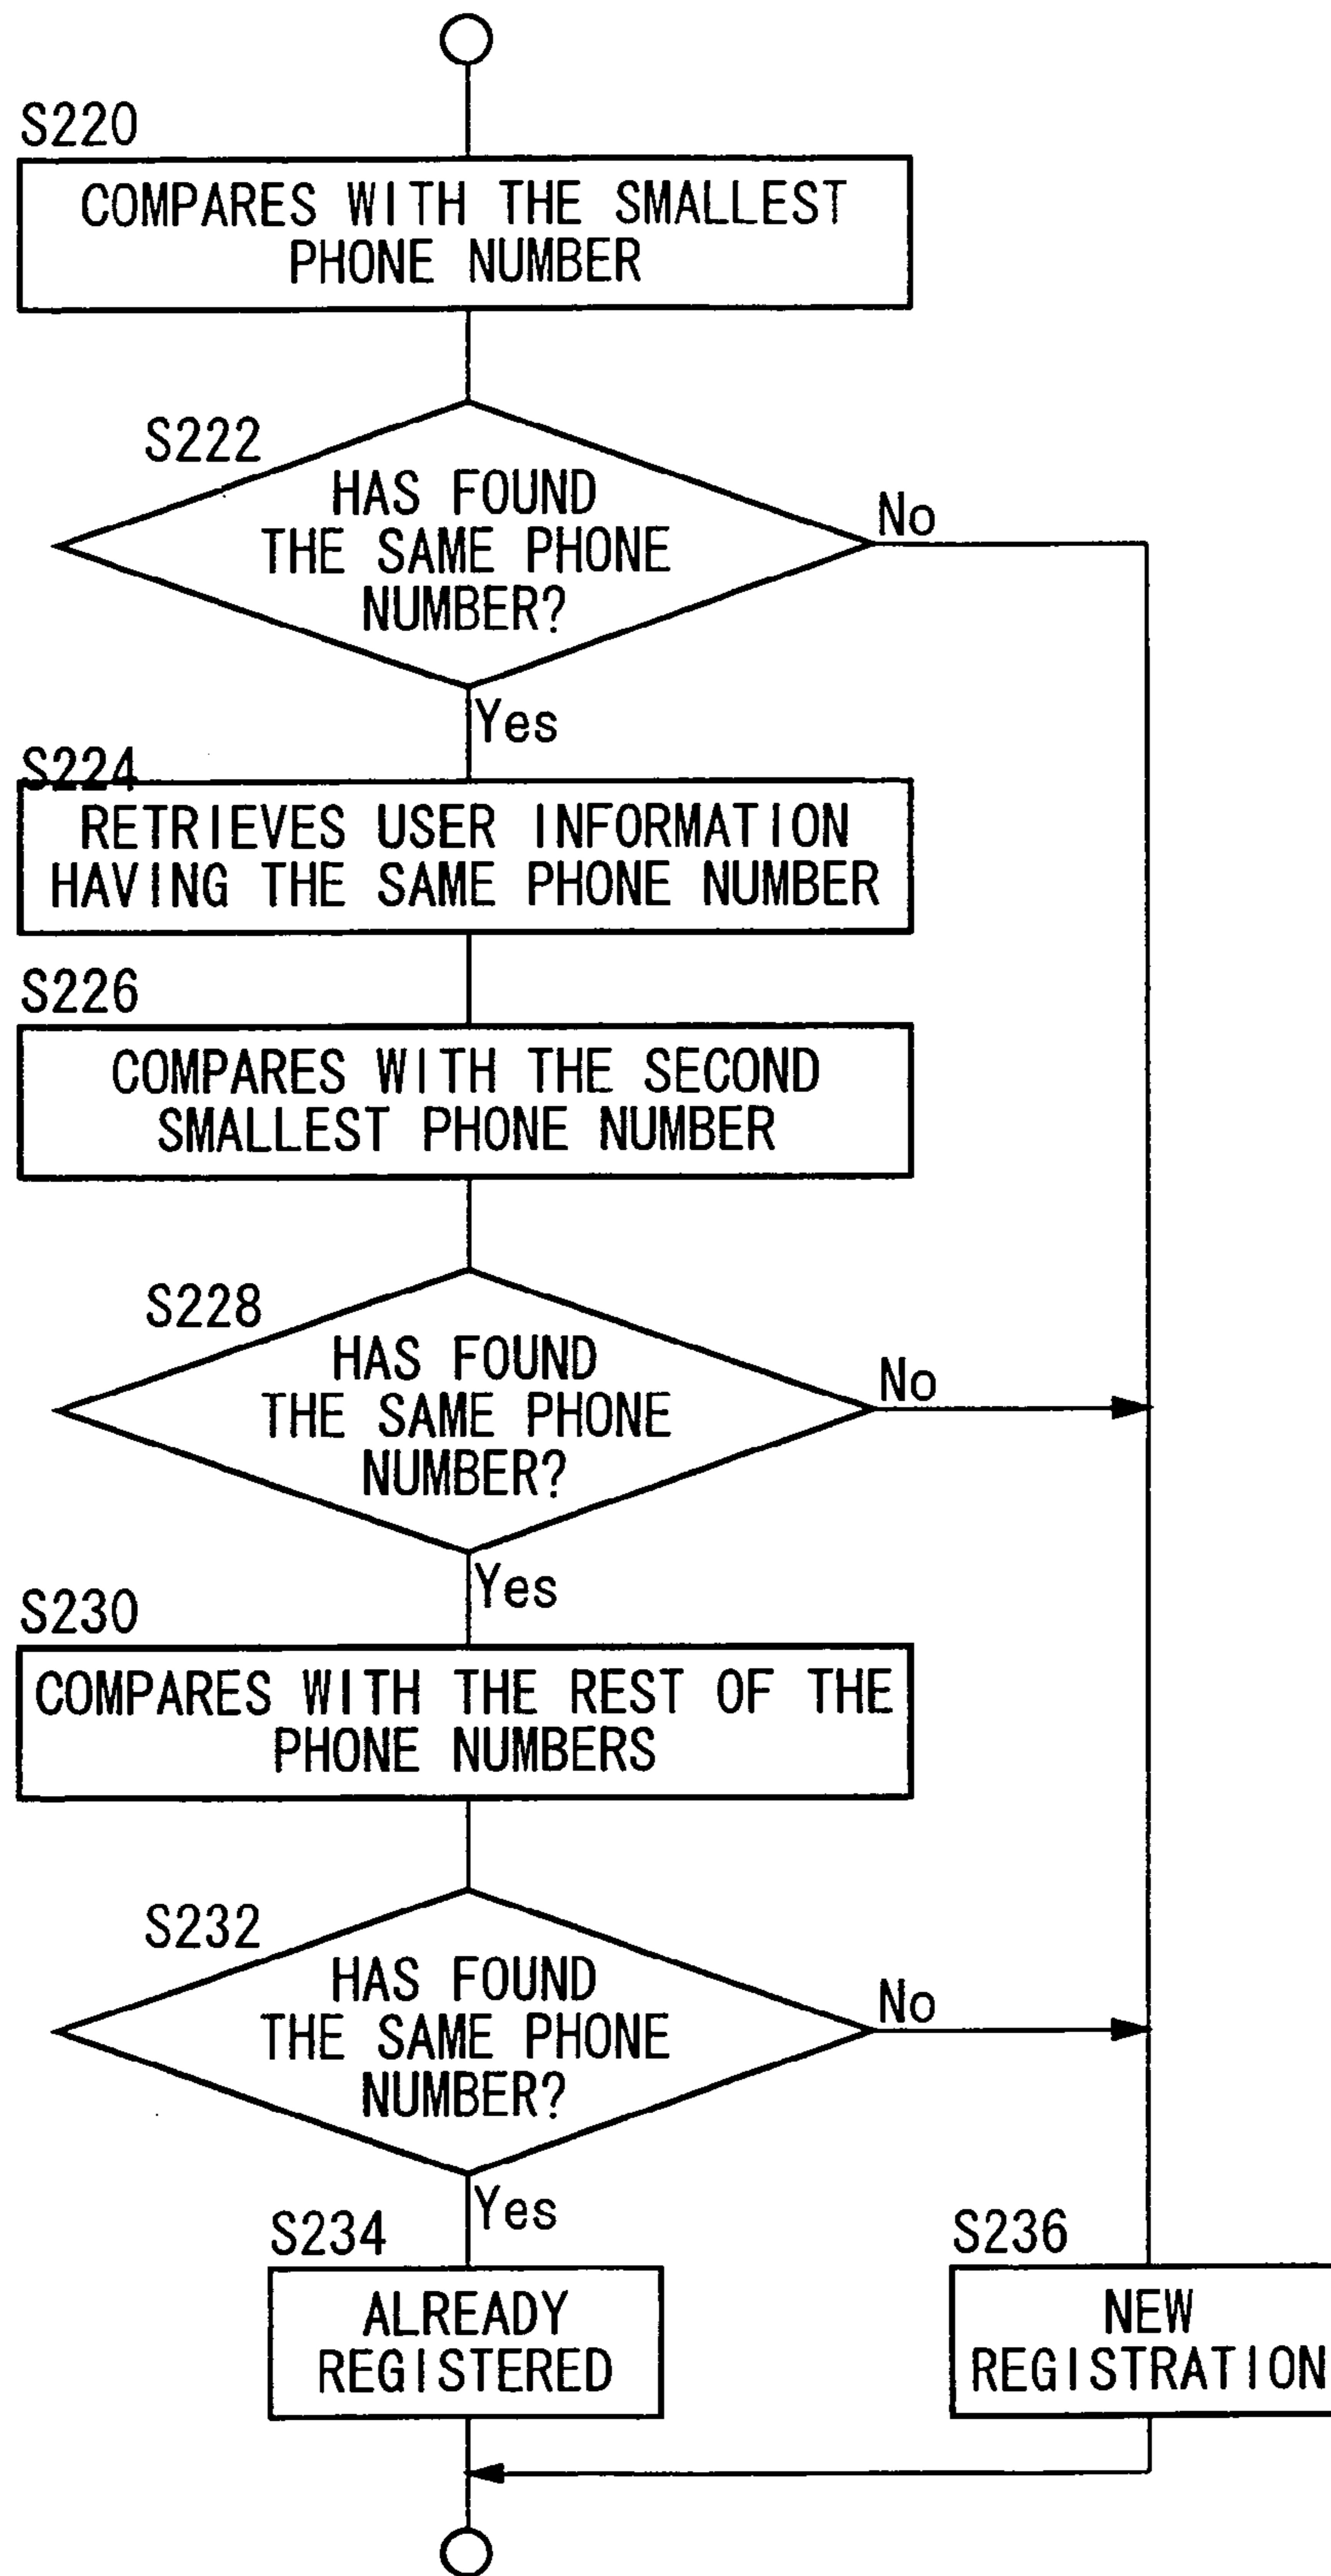 S220
COMPARES WITH THE SMALLEST
PHONE NUMBER
S222
HAS FOUND
THE SAME PHONE
NUMBER?
No
Yes
S224
RETRIEVES USER INFORMATION
HAVING THE SAME PHONE NUMBER
S226
COMPARES WITH THE SECOND
SMALLEST PHONE NUMBER
S228
HAS FOUND
THE SAME PHONE
NUMBER?
No
Yes
S230
COMPARES WITH THE REST OF THE
PHONE NUMBERS
S232
HAS FOUND
THE SAME PHONE
NUMBER?
No
Yes
S234
ALREADY
REGISTERED
S236
NEW
REGISTRATION